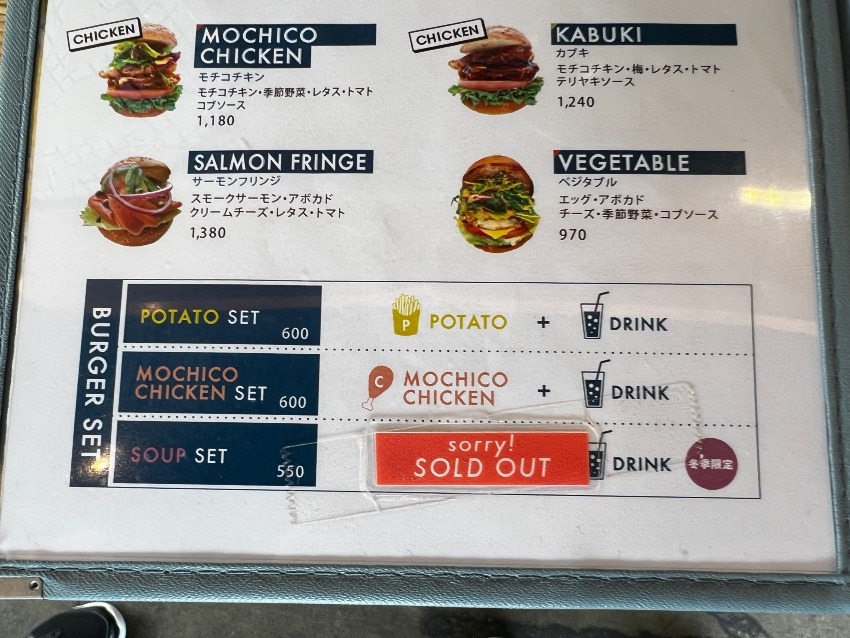 CHICKEN
MOCHICO
CHICKEN
モチコチキン
モチコチキン・季節野菜・レタス・トマト
コブソース
1,180
CHICKEN
KABUKI
カブキ
モチコチキン・梅・レタス・トマト
テリヤキソース
1,240
SALMON FRINGE
サーモンフリンジ
スモークサーモン・アボカド
クリームチーズ・レタス・トマト
1,380
VEGETABLE
ベジタブル
エッグ・アボカド
チーズ・季節野菜・コブソース
970
BURGER SET
POTATO SET
600
P POTATO + DRINK
MOCHICO
CHICKEN SET
600
C MOCHICO
CHICKEN
+ DRINK
SOUP SET
550
sorry!
SOLD OUT
DRINK
冬季限定